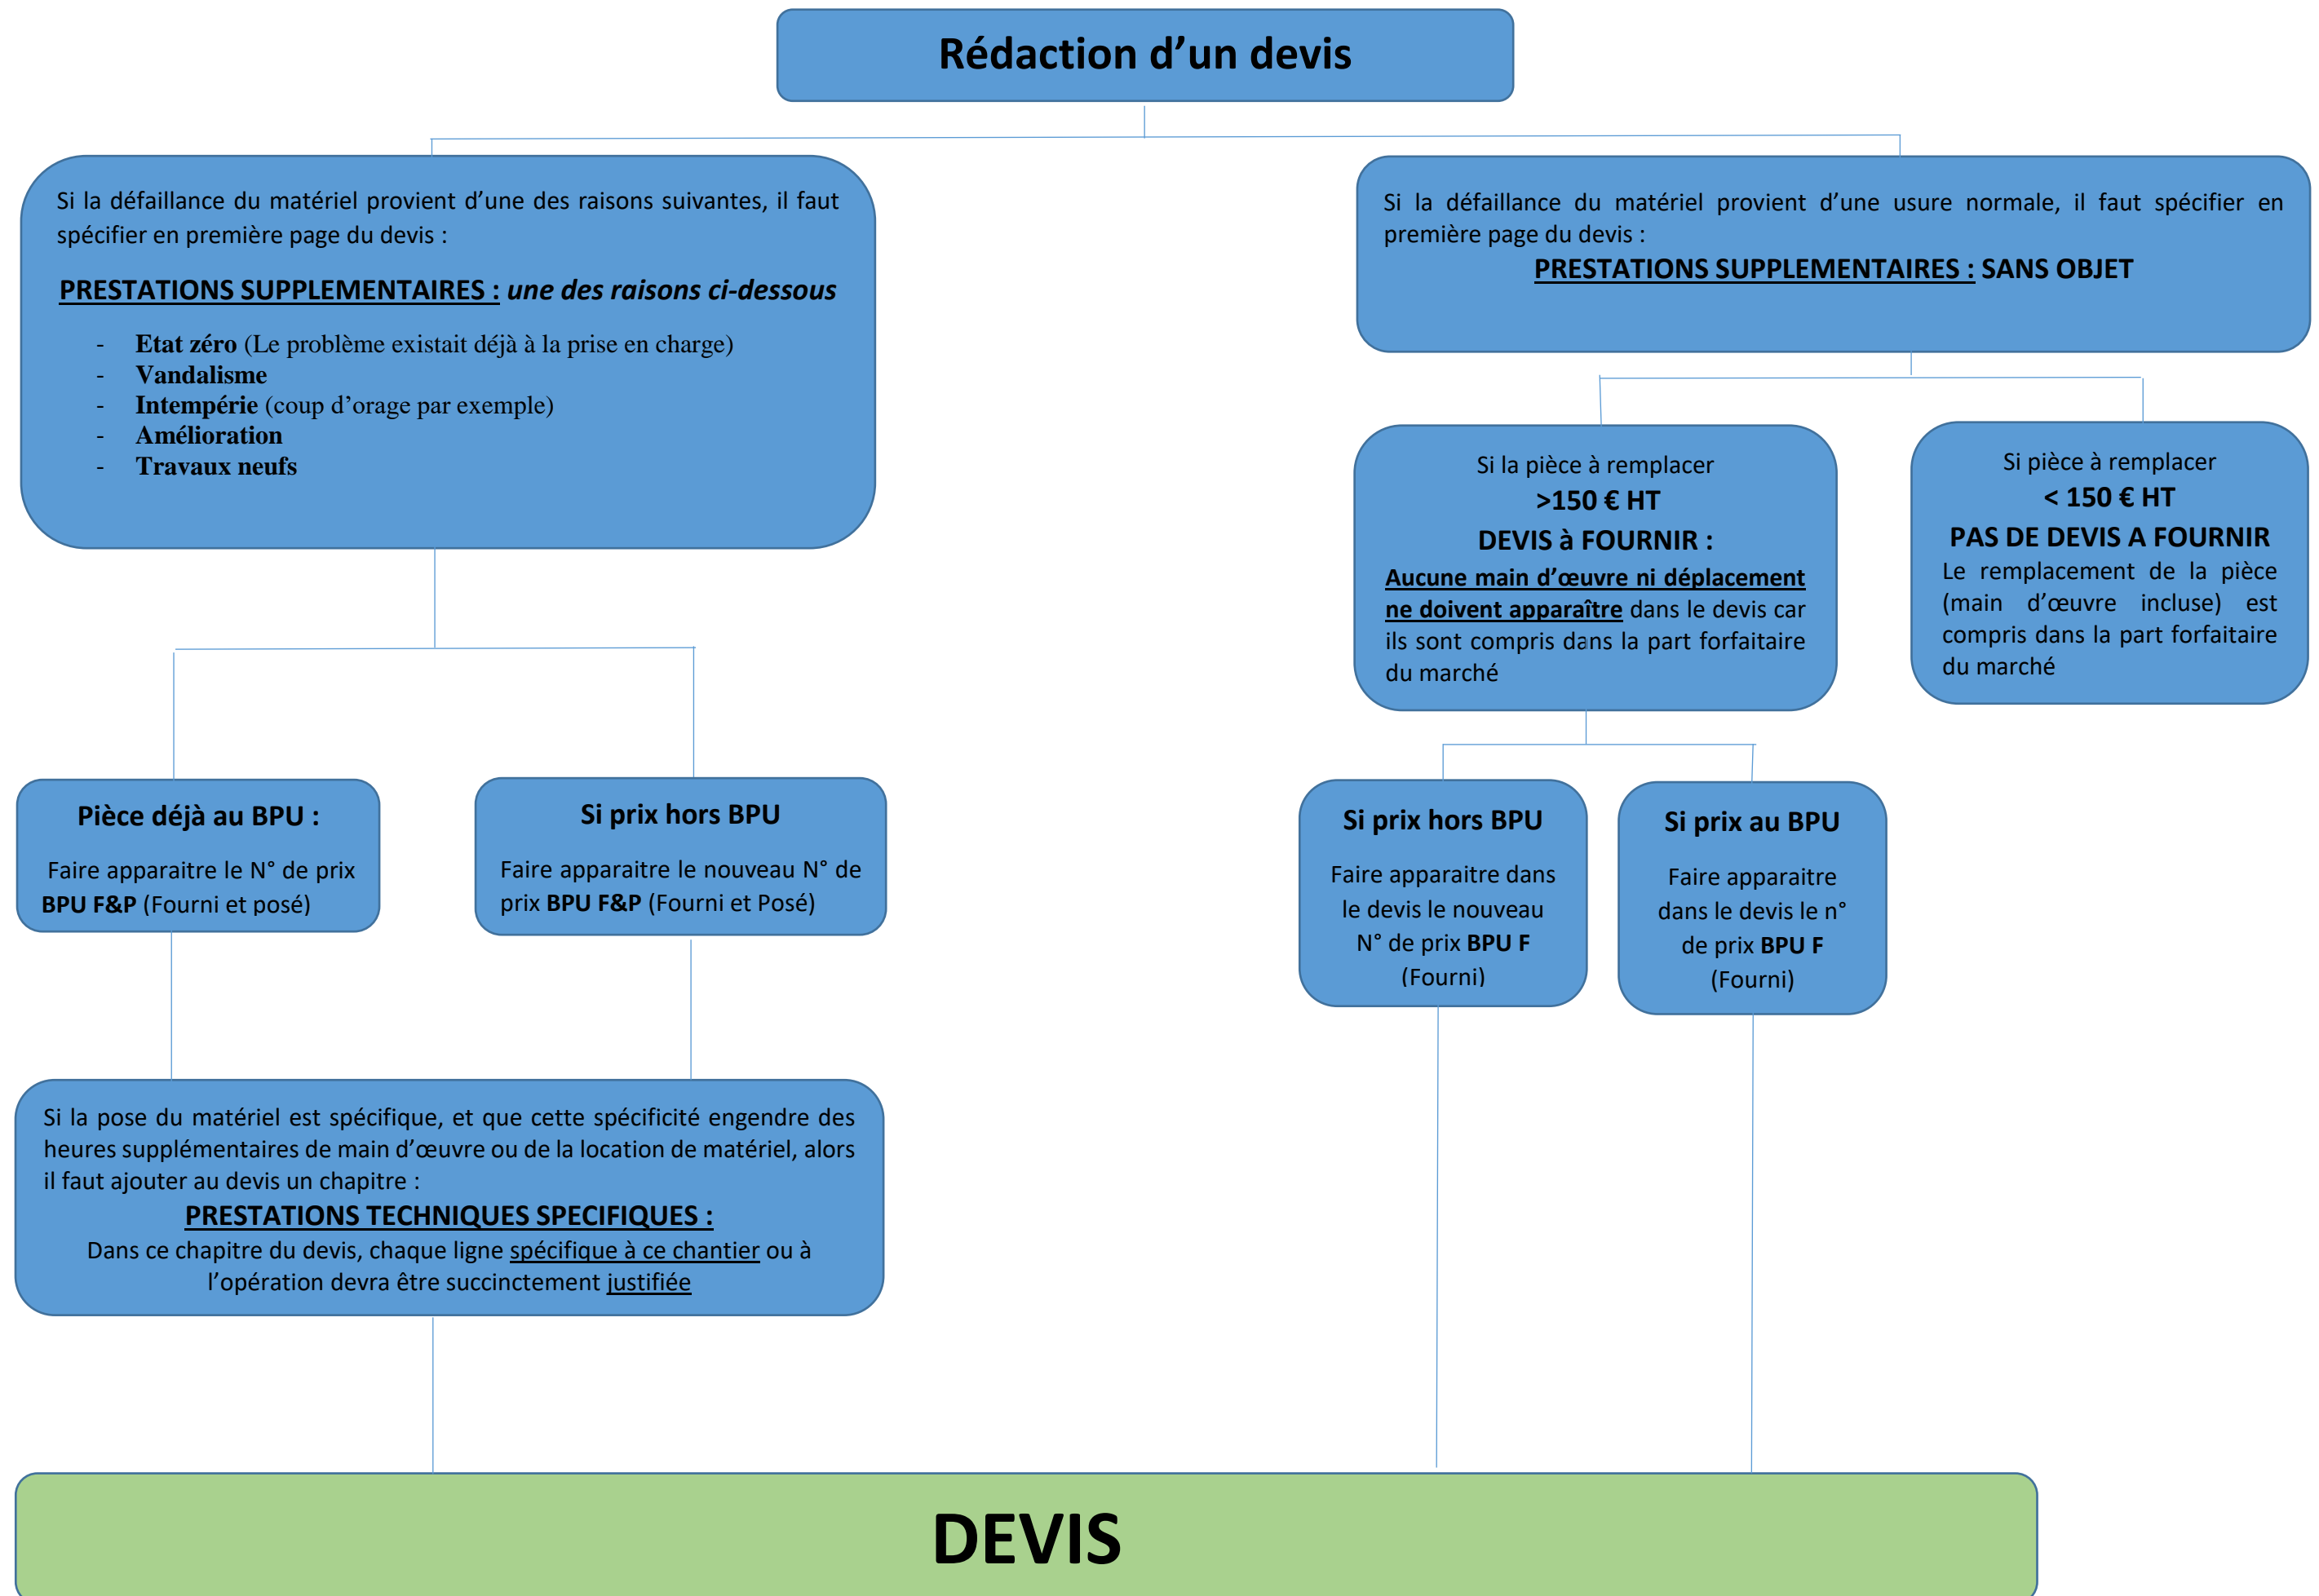 Rédaction d’un devis
Si la défaillance du matériel provient d’une des raisons suivantes, il faut
spécifier en première page du devis :
PRESTATIONS SUPPLEMENTAIRES : une des raisons ci-dessous
- Etat zéro (Le problème existait déjà à la prise en charge)
- Vandalisme
- Intempérie (coup d’orage par exemple)
- Amélioration
- Travaux neufs
Si la défaillance du matériel provient d’une usure normale, il faut spécifier en
première page du devis :
PRESTATIONS SUPPLEMENTAIRES : SANS OBJET
Si la pièce à remplacer
>150 € HT
DEVIS à FOURNIR :
Aucune main d’œuvre ni déplacement
ne doivent apparaître dans le devis car
ils sont compris dans la part forfaitaire
du marché
Si pièce à remplacer
< 150 € HT
PAS DE DEVIS A FOURNIR
Le remplacement de la pièce
(main d’œuvre incluse) est
compris dans la part forfaitaire
du marché
Pièce déjà au BPU :
Faire apparaitre le N° de prix
BPU F&P (Fourni et posé)
Si prix hors BPU
Faire apparaitre le nouveau N° de
prix BPU F&P (Fourni et Posé)
Si prix hors BPU
Faire apparaitre dans
le devis le nouveau
N° de prix BPU F
(Fourni)
Si prix au BPU
Faire apparaitre
dans le devis le n°
de prix BPU F
(Fourni)
Si la pose du matériel est spécifique, et que cette spécificité engendre des
heures supplémentaires de main d’œuvre ou de la location de matériel, alors
il faut ajouter au devis un chapitre :
PRESTATIONS TECHNIQUES SPECIFIQUES :
Dans ce chapitre du devis, chaque ligne spécifique à ce chantier ou à
l’opération devra être succinctement justifiée
DEVIS